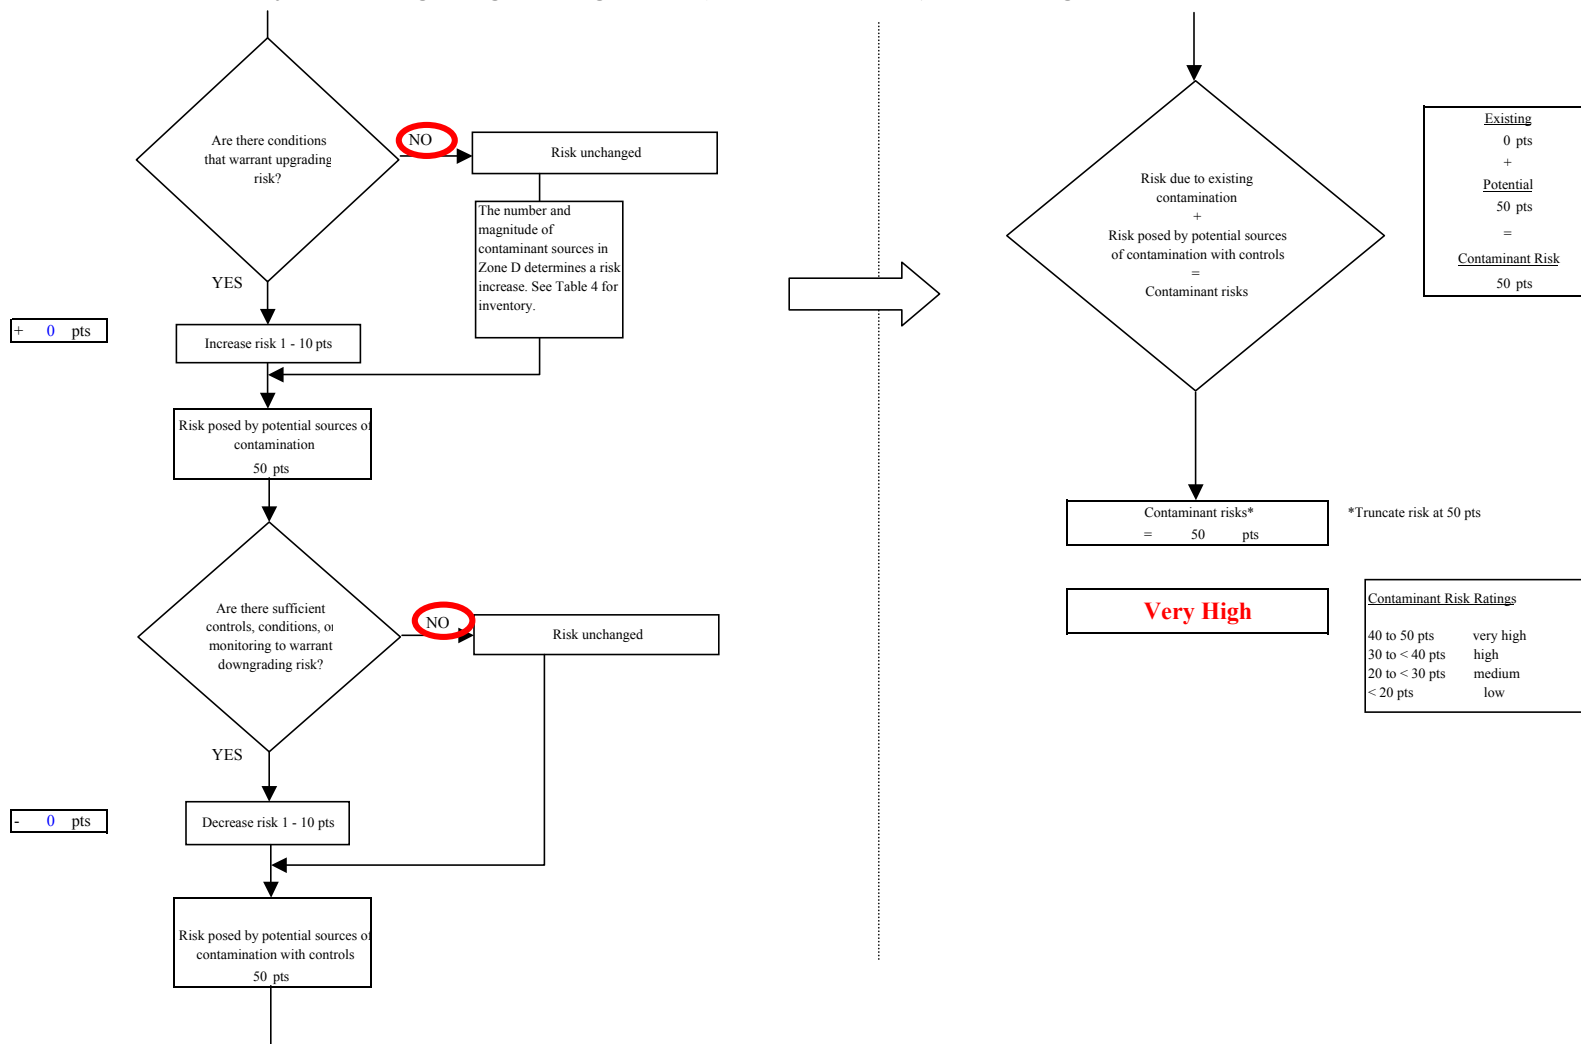 Are there conditions
that warrant upgrading
risk?
NO
Risk unchanged
The number and
magnitude of
contaminant sources in
Zone D determines a risk
increase. See Table 4 for
inventory.
YES
+ 0 pts
Increase risk 1 - 10 pts
Risk posed by potential sources of
contamination
50 pts
Are there sufficient
controls, conditions, or
monitoring to warrant
downgrading risk?
NO
Risk unchanged
YES
- 0 pts
Decrease risk 1 - 10 pts
Risk posed by potential sources of
contamination with controls
50 pts
Risk due to existing
contamination
+
Risk posed by potential sources
of contamination with controls
=
Contaminant risks
Existing
0 pts
+
Potential
50 pts
=
Contaminant Risk
50 pts
Contaminant risks*
= 50 pts
*Truncate risk at 50 pts
Very High
Contaminant Risk Ratings
40 to 50 pts very high
30 to < 40 pts high
20 to < 30 pts medium
< 20 pts low